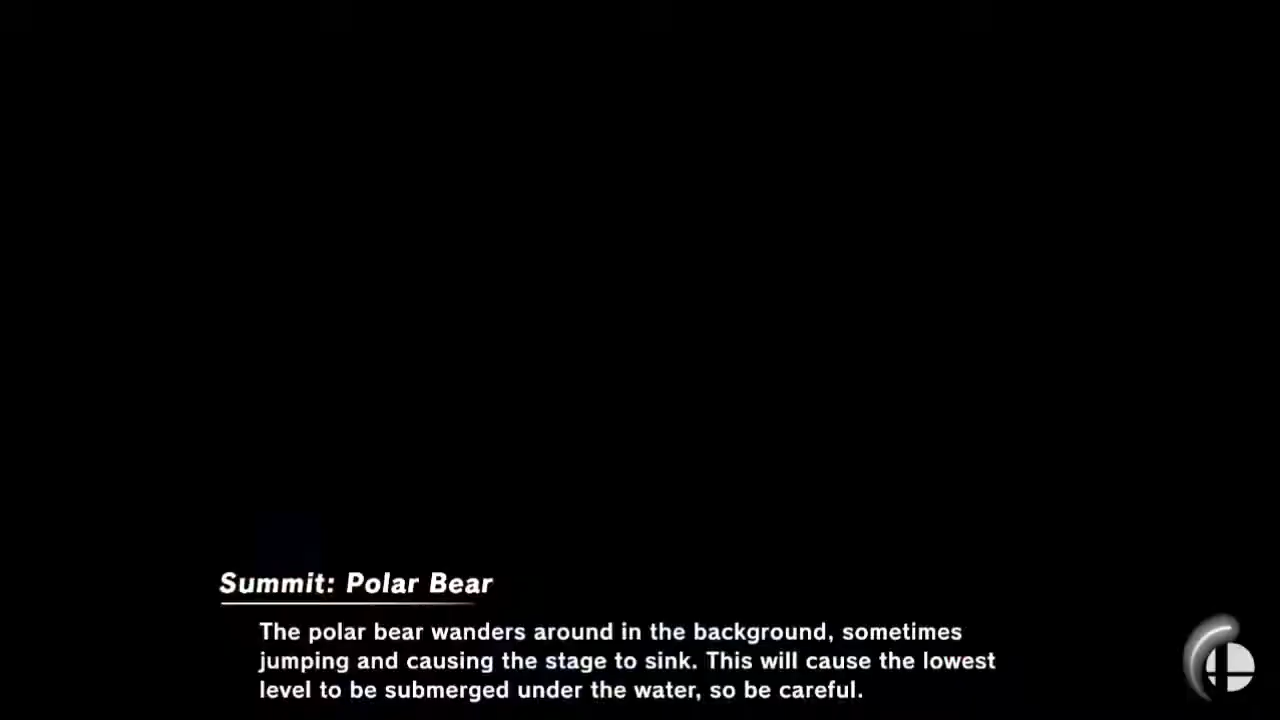 Summit: Polar Bear
The polar bear wanders around in the background, sometimes
jumping and causing the stage to sink. This will cause the lowest
level to be submerged under the water, so be careful.